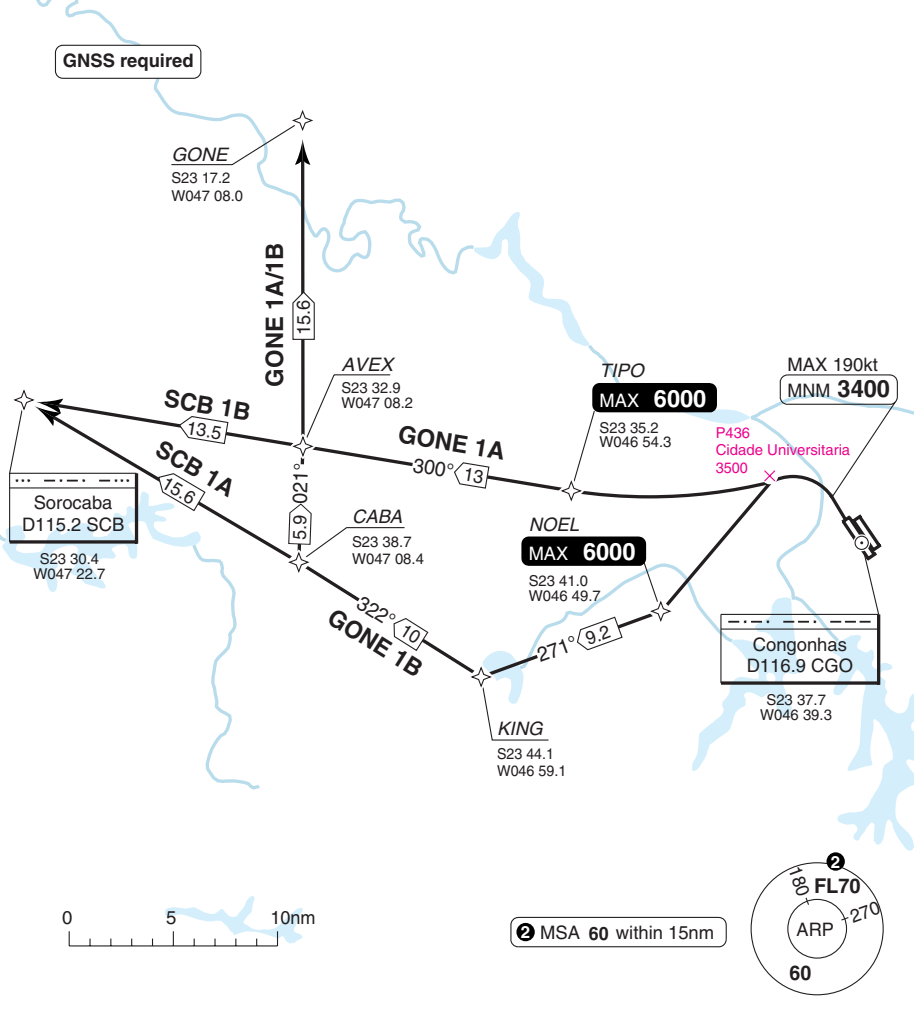 GNSS required
GONE
S23 17.2
W047 08.0
GONE 1A/1B
15.6
AVEX
S23 32.9
W047 08.2
TIPO
MAX 6000
S23 35.2
W046 54.3
MAX 190kt
MNM 3400
P436
Cidade Universitaria
3500
SCB 1B
13.5
GONE 1A
300°
13
SCB 1A
15.6
Sorocaba
D115.2 SCB
S23 30.4
W047 22.7
5.9
021°
CABA
S23 38.7
W047 08.4
NOEL
MAX 6000
S23 41.0
W046 49.7
322°
10
GONE 1B
271°
9.2
KING
S23 44.1
W046 59.1
Congonhas
D116.9 CGO
S23 37.7
W046 39.3
0 5 10nm
2 MSA 60 within 15nm
2
180
FL70
270
ARP
60